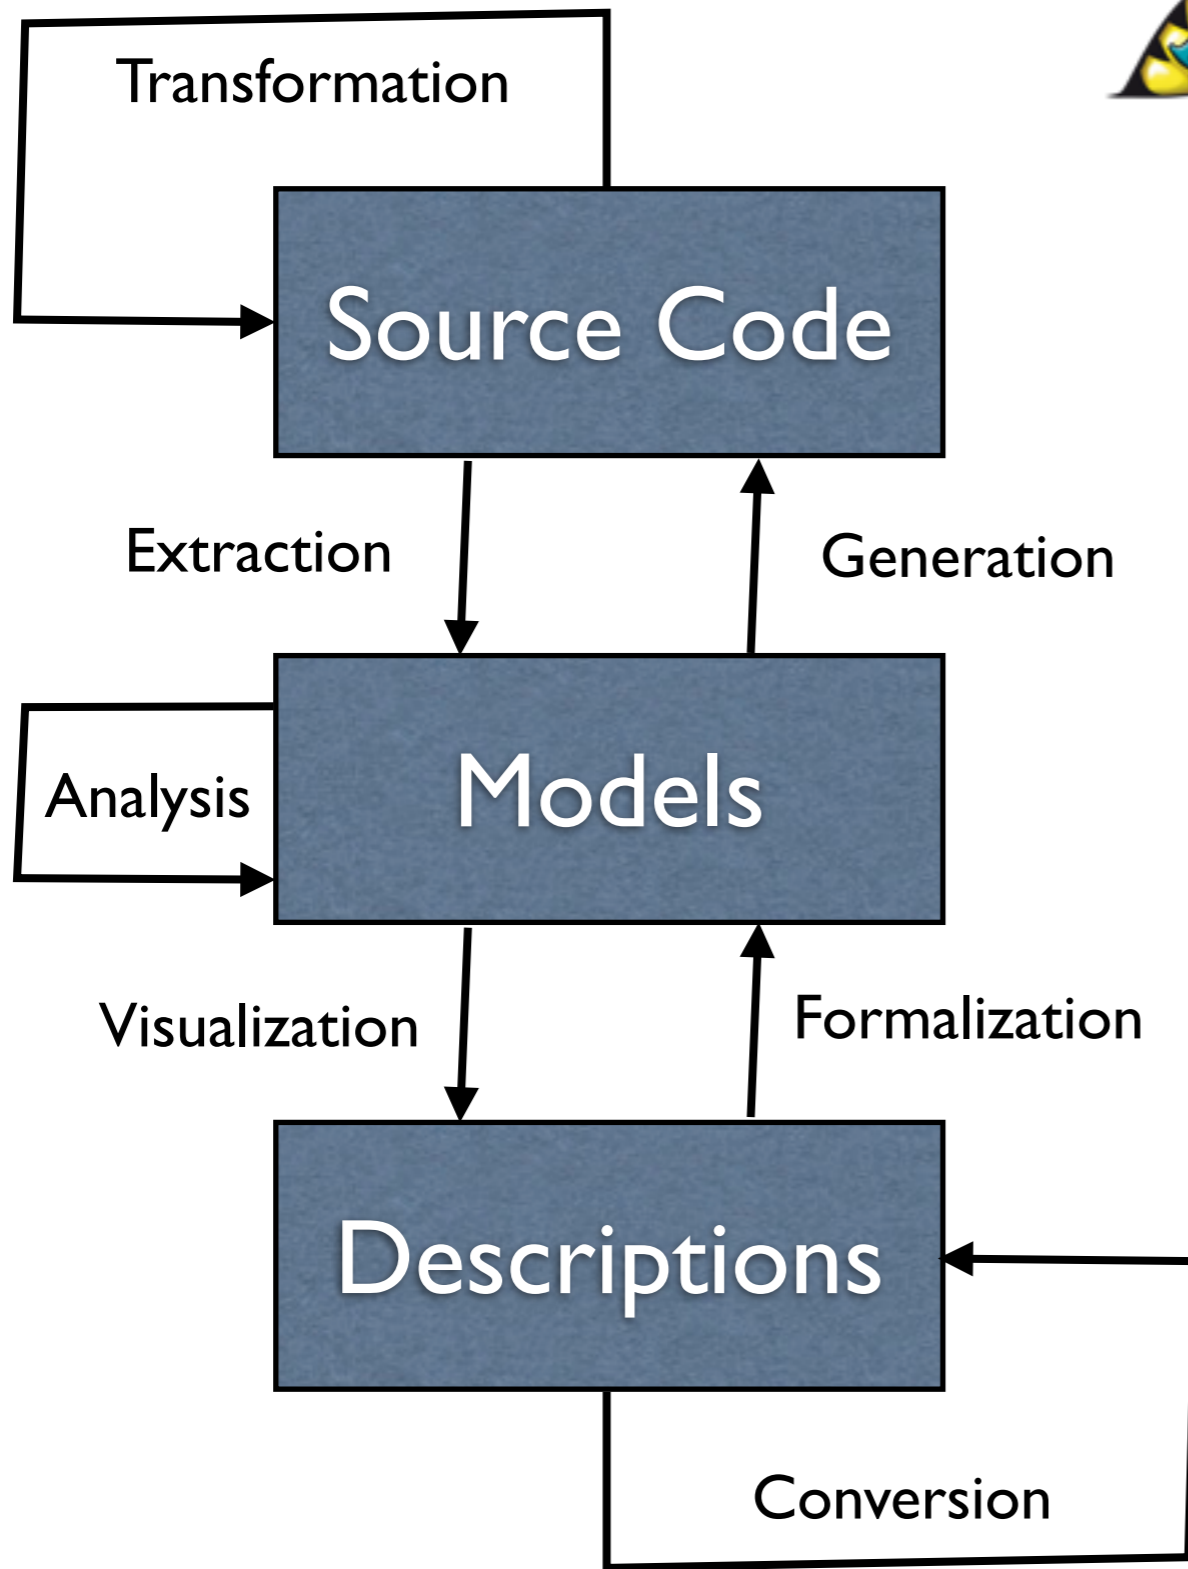 Transformation
Source Code
Extraction
Generation
Analysis
Models
Visualization
Formalization
Descriptions
Conversion